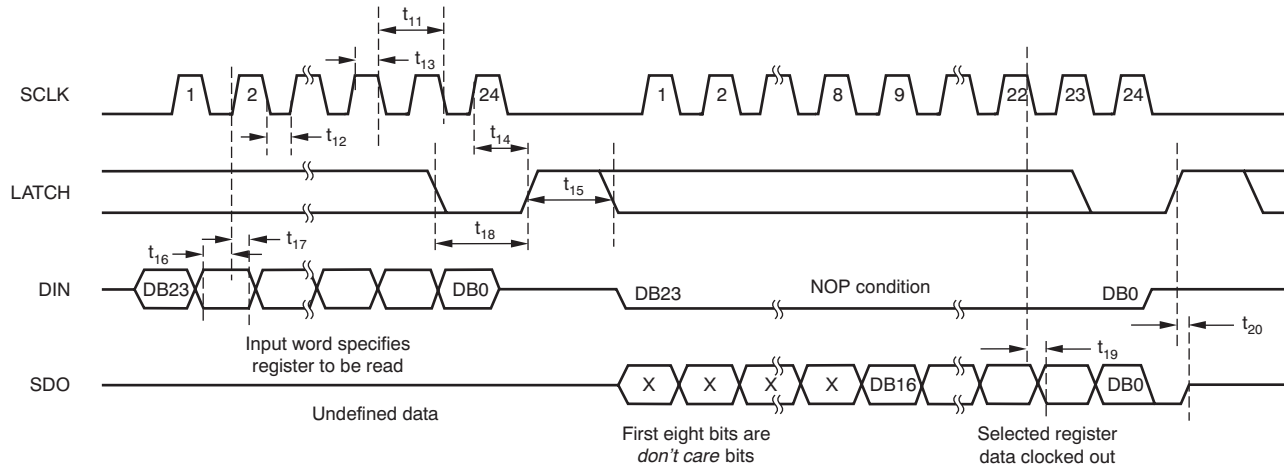 t11
t13
SCLK
1
2
24
1
2
8
9
22
23
24
t12
t14
LATCH
t15
t18
t16
t17
DIN
DB23
DB0
DB23
NOP condition
DB0
t20
Input word specifies
register to be read
t19
SDO
X
X
X
X
DB16
DB0
Undefined data
First eight bits are
don't care bits
Selected register
data clocked out